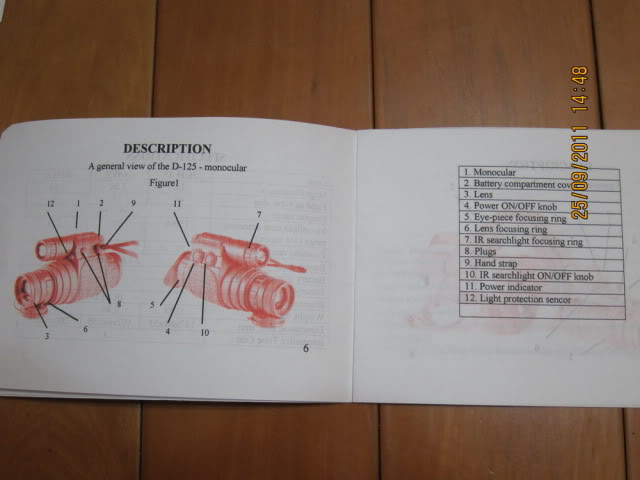 DESCRIPTION
A general view of the D-125 - monocular
Figure1
12 1 2 9
11 7
8
5
4 10
3 6
6
1. Monocular
2. Battery compartment cov
3. Lens
4. Power ON/OFF knob
5. Eye-piece focusing ring
6. Lens focusing ring
7. IR searchlight focusing ring
8. Plugs
9. Hand strap
10. IR searchlight ON/OFF knob
11. Power indicator
12. Light protection sencor
25/09/2011 14:48